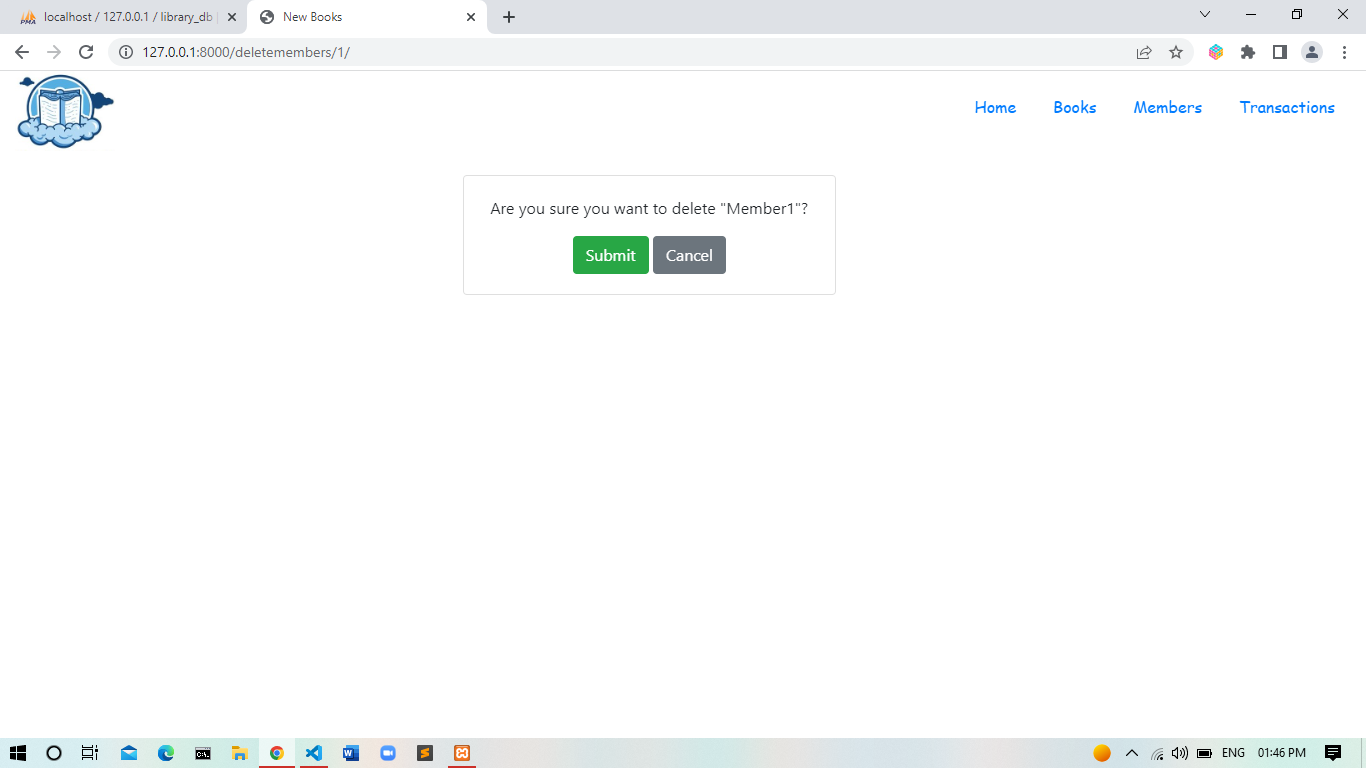 localhost / 127.0.0.1 / library_db |
New Books
127.0.0.1:8000/deletemembers/1/
Home
Books
Members
Transactions
Are you sure you want to delete "Member1"?
Submit
Cancel
ENG
01:46 PM